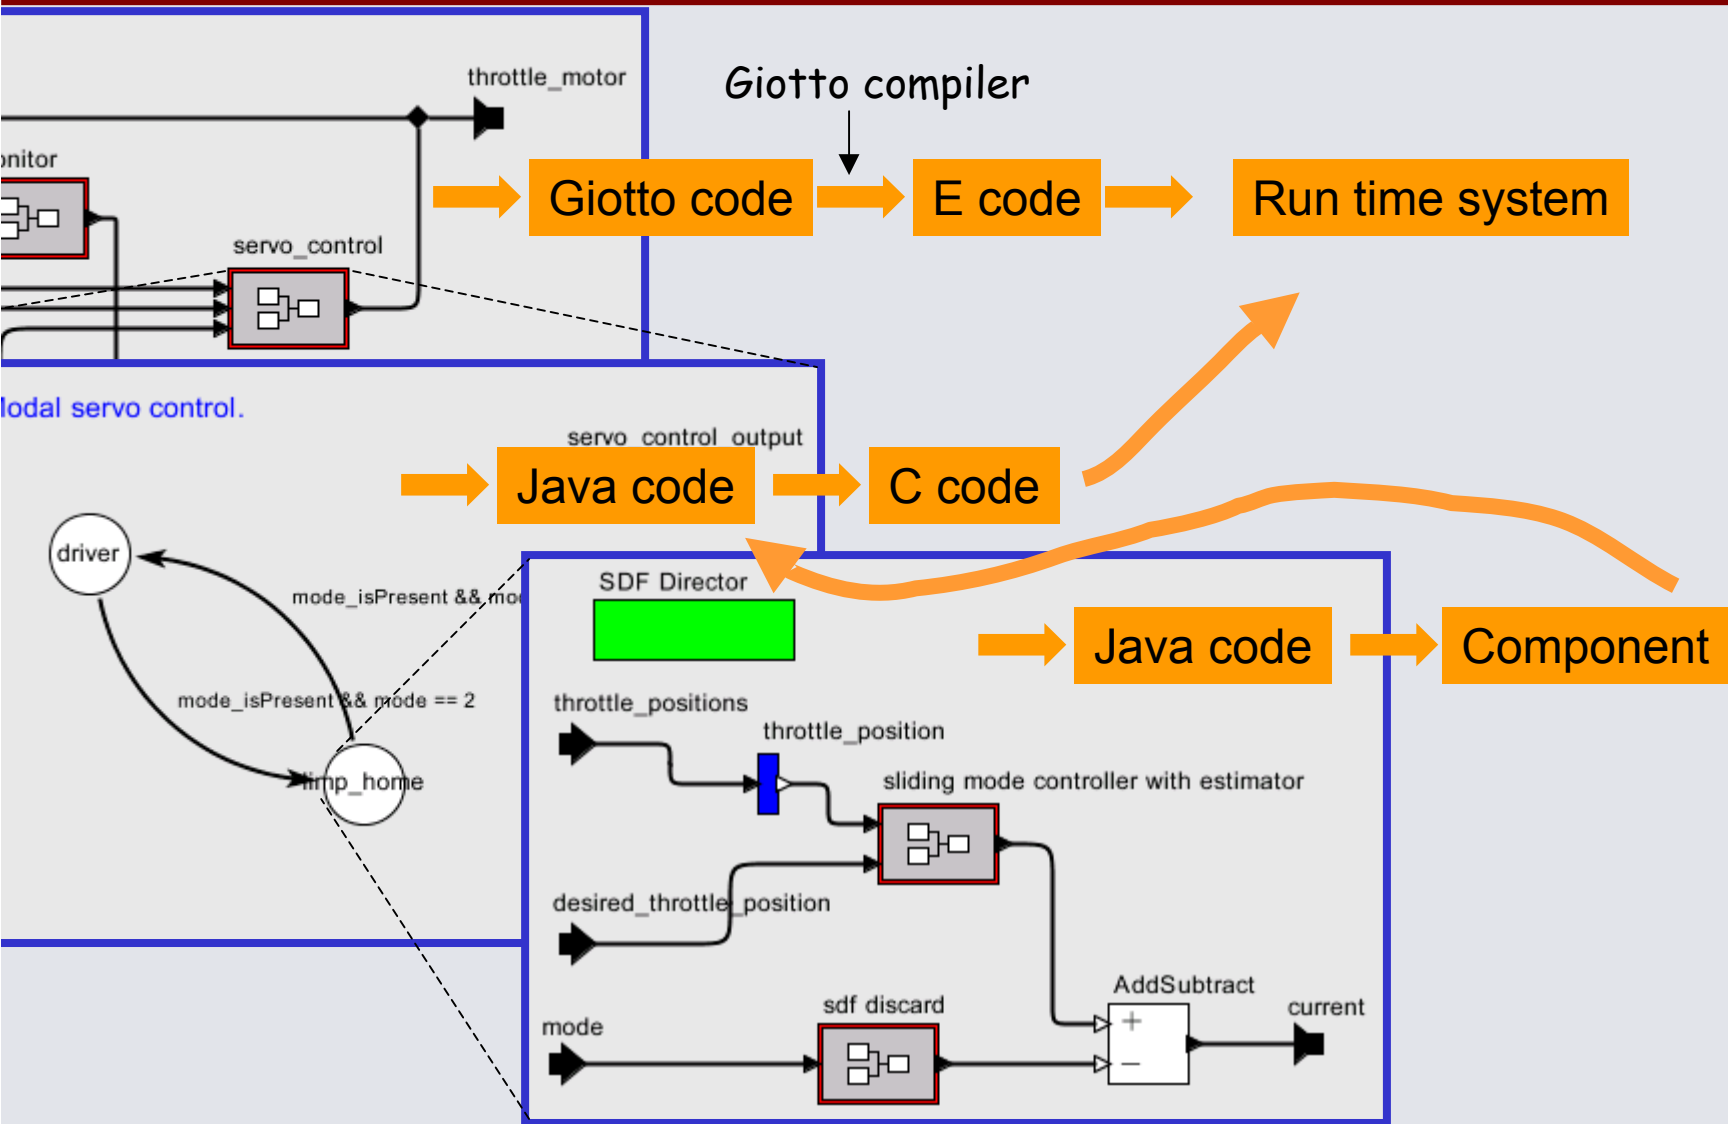 throttle_motor
Giotto compiler
onitor
Giotto code
E code
Run time system
servo_control
odal servo control.
servo_control_output
Java code
C code
driver
SDF Director
mode_isPresent && mo
Java code
Component
mode_isPresent && mode == 2
throttle_positions
throttle_position
limp_home
sliding mode controller with estimator
desired_throttle_position
AddSubtract
sdf discard
current
mode
+
−